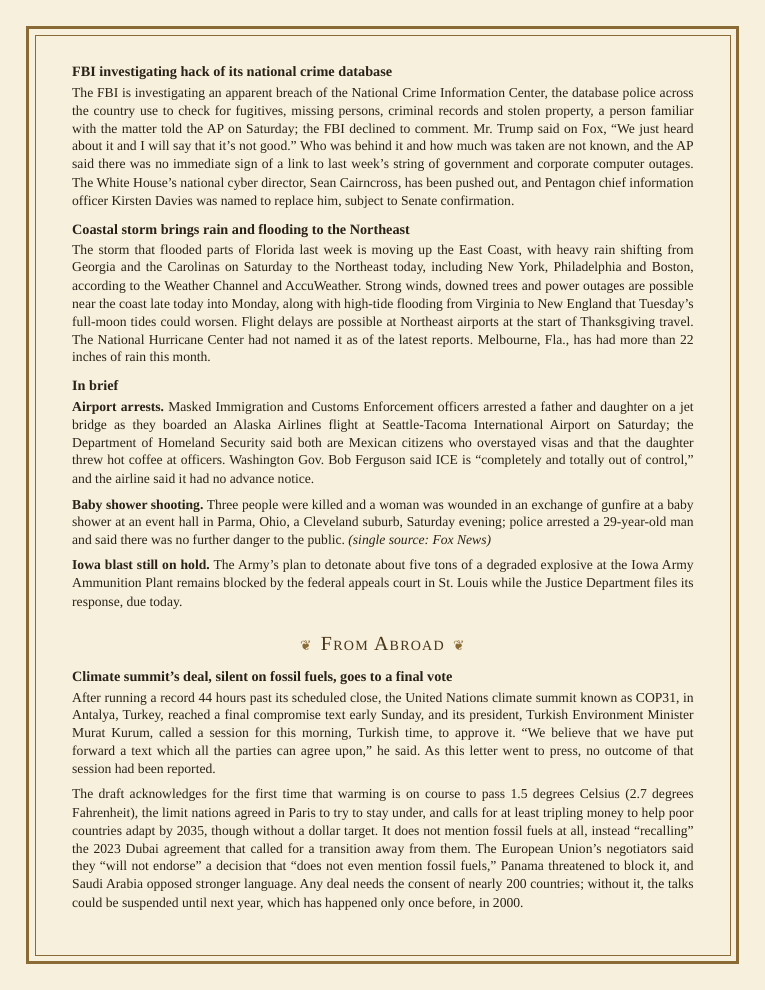 FBI investigating hack of its national crime database
The FBI is investigating an apparent breach of the National Crime Information Center, the database police across
the country use to check for fugitives, missing persons, criminal records and stolen property, a person familiar
with the matter told the AP on Saturday; the FBI declined to comment. Mr. Trump said on Fox, “We just heard
about it and I will say that it’s not good.” Who was behind it and how much was taken are not known, and the AP
said there was no immediate sign of a link to last week’s string of government and corporate computer outages.
The White House’s national cyber director, Sean Cairncross, has been pushed out, and Pentagon chief information
officer Kirsten Davies was named to replace him, subject to Senate confirmation.
Coastal storm brings rain and flooding to the Northeast
The storm that flooded parts of Florida last week is moving up the East Coast, with heavy rain shifting from
Georgia and the Carolinas on Saturday to the Northeast today, including New York, Philadelphia and Boston,
according to the Weather Channel and AccuWeather. Strong winds, downed trees and power outages are possible
near the coast late today into Monday, along with high-tide flooding from Virginia to New England that Tuesday’s
full-moon tides could worsen. Flight delays are possible at Northeast airports at the start of Thanksgiving travel.
The National Hurricane Center had not named it as of the latest reports. Melbourne, Fla., has had more than 22
inches of rain this month.
In brief
Airport arrests. Masked Immigration and Customs Enforcement officers arrested a father and daughter on a jet
bridge as they boarded an Alaska Airlines flight at Seattle-Tacoma International Airport on Saturday; the
Department of Homeland Security said both are Mexican citizens who overstayed visas and that the daughter
threw hot coffee at officers. Washington Gov. Bob Ferguson said ICE is “completely and totally out of control,”
and the airline said it had no advance notice.
Baby shower shooting. Three people were killed and a woman was wounded in an exchange of gunfire at a baby
shower at an event hall in Parma, Ohio, a Cleveland suburb, Saturday evening; police arrested a 29-year-old man
and said there was no further danger to the public. (single source: Fox News)
Iowa blast still on hold. The Army’s plan to detonate about five tons of a degraded explosive at the Iowa Army
Ammunition Plant remains blocked by the federal appeals court in St. Louis while the Justice Department files its
response, due today.
❦ From Abroad ❦
Climate summit’s deal, silent on fossil fuels, goes to a final vote
After running a record 44 hours past its scheduled close, the United Nations climate summit known as COP31, in
Antalya, Turkey, reached a final compromise text early Sunday, and its president, Turkish Environment Minister
Murat Kurum, called a session for this morning, Turkish time, to approve it. “We believe that we have put
forward a text which all the parties can agree upon,” he said. As this letter went to press, no outcome of that
session had been reported.
The draft acknowledges for the first time that warming is on course to pass 1.5 degrees Celsius (2.7 degrees
Fahrenheit), the limit nations agreed in Paris to try to stay under, and calls for at least tripling money to help poor
countries adapt by 2035, though without a dollar target. It does not mention fossil fuels at all, instead “recalling”
the 2023 Dubai agreement that called for a transition away from them. The European Union’s negotiators said
they “will not endorse” a decision that “does not even mention fossil fuels,” Panama threatened to block it, and
Saudi Arabia opposed stronger language. Any deal needs the consent of nearly 200 countries; without it, the talks
could be suspended until next year, which has happened only once before, in 2000.